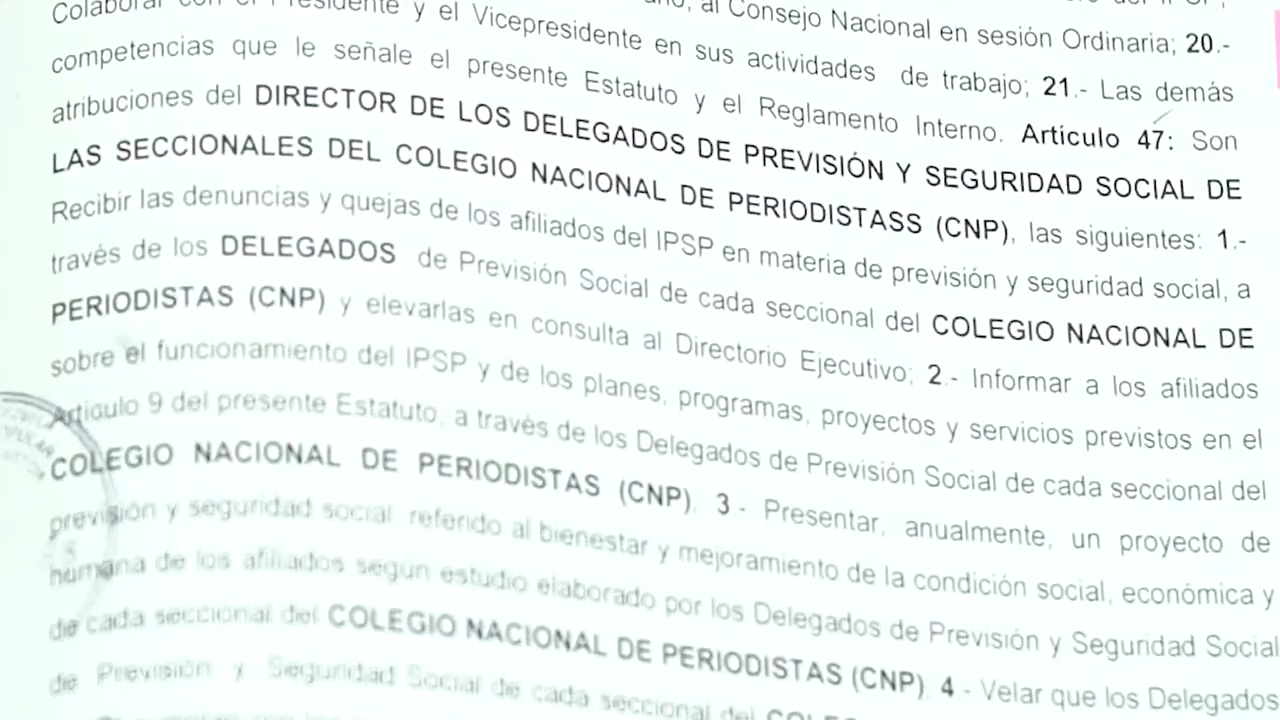 al Consejo Nacional en sesión Ordinaria; 20.-
Colaborar con el Presidente y el Vicepresidente en sus actividades de trabajo; 21.- Las demás
competencias que le señale el presente Estatuto y el Reglamento Interno. Artículo 47: Son
atribuciones del DIRECTOR DE LOS DELEGADOS DE PREVISIÓN Y SEGURIDAD SOCIAL DE
LAS SECCIONALES DEL COLEGIO NACIONAL DE PERIODISTASS (CNP), las siguientes: 1.-
Recibir las denuncias y quejas de los afiliados del IPSP en materia de previsión y seguridad social, a
través de los DELEGADOS de Previsión Social de cada seccional del COLEGIO NACIONAL DE
PERIODISTAS (CNP) y elevarlas en consulta al Directorio Ejecutivo; 2.- Informar a los afiliados
sobre el funcionamiento del IPSP y de los planes, programas, proyectos y servicios previstos en el
Artículo 9 del presente Estatuto, a través de los Delegados de Previsión Social de cada seccional del
COLEGIO NACIONAL DE PERIODISTAS (CNP). 3.- Presentar, anualmente, un proyecto de
previsión y seguridad social, referido al bienestar y mejoramiento de la condición social, económica y
humana de los afiliados según estudio elaborado por los Delegados de Previsión y Seguridad Social
de cada seccional del COLEGIO NACIONAL DE PERIODISTAS (CNP). 4.- Velar que los Delegados
de Previsión y Seguridad Social de cada seccional del